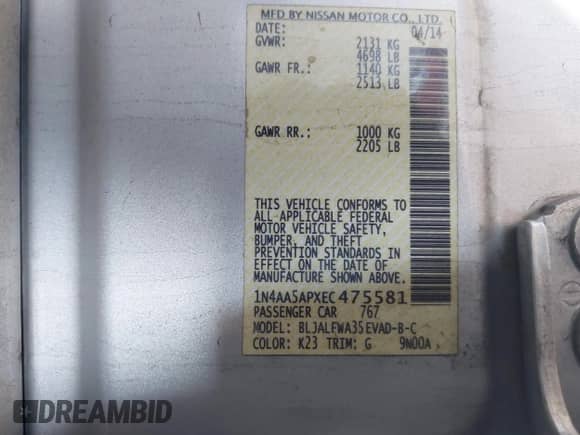 MFD BY NISSAN MOTOR CO., LTD.
DATE: 04/14
GVWR: 2131 KG
4698 LB
GAWR FR.: 1140 KG
2513 LB
GAWR RR.: 1000 KG
2205 LB
THIS VEHICLE CONFORMS TO
ALL APPLICABLE FEDERAL
MOTOR VEHICLE SAFETY,
BUMPER, AND THEFT
PREVENTION STANDARDS IN
EFFECT ON THE DATE OF
MANUFACTURE SHOWN ABOVE.
1N4AA5APXEC475581
PASSENGER CAR 767
MODEL: BLJALFWA35EVAD-B-C
COLOR: K23 TRIM: G 9N00A
DREAMBID